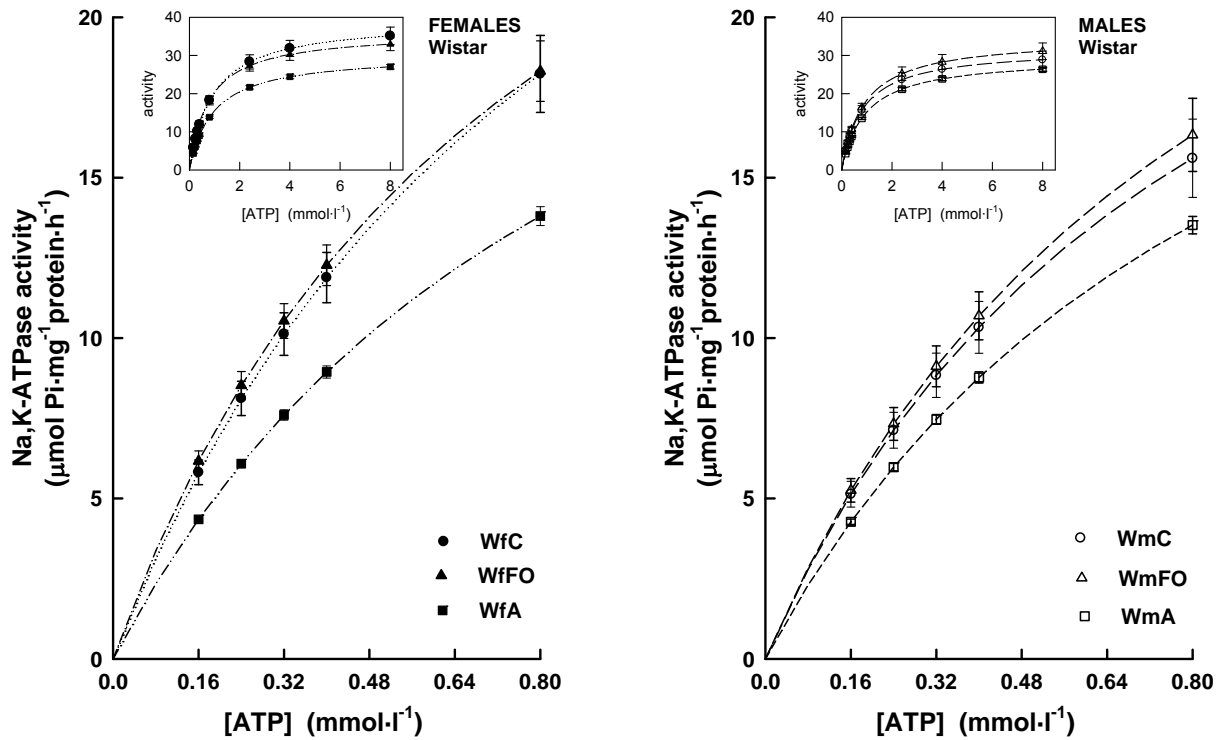 FEMALES
Wistar
40
30
20
10
0
activity
0
2
4
6
8
[ATP] (mmol·l⁻¹)
20
15
10
5
0
Na,K-ATPase activity
(μmol Pi·mg⁻¹protein·h⁻¹)
WfC
WfFO
WfA
0.0
0.16
0.32
0.48
0.64
0.80
[ATP] (mmol·l⁻¹)
MALES
Wistar
40
30
20
10
0
activity
0
2
4
6
8
[ATP] (mmol·l⁻¹)
20
15
10
5
0
Na,K-ATPase activity
(μmol Pi·mg⁻¹protein·h⁻¹)
WmC
WmFO
WmA
0.0
0.16
0.32
0.48
0.64
0.80
[ATP] (mmol·l⁻¹)